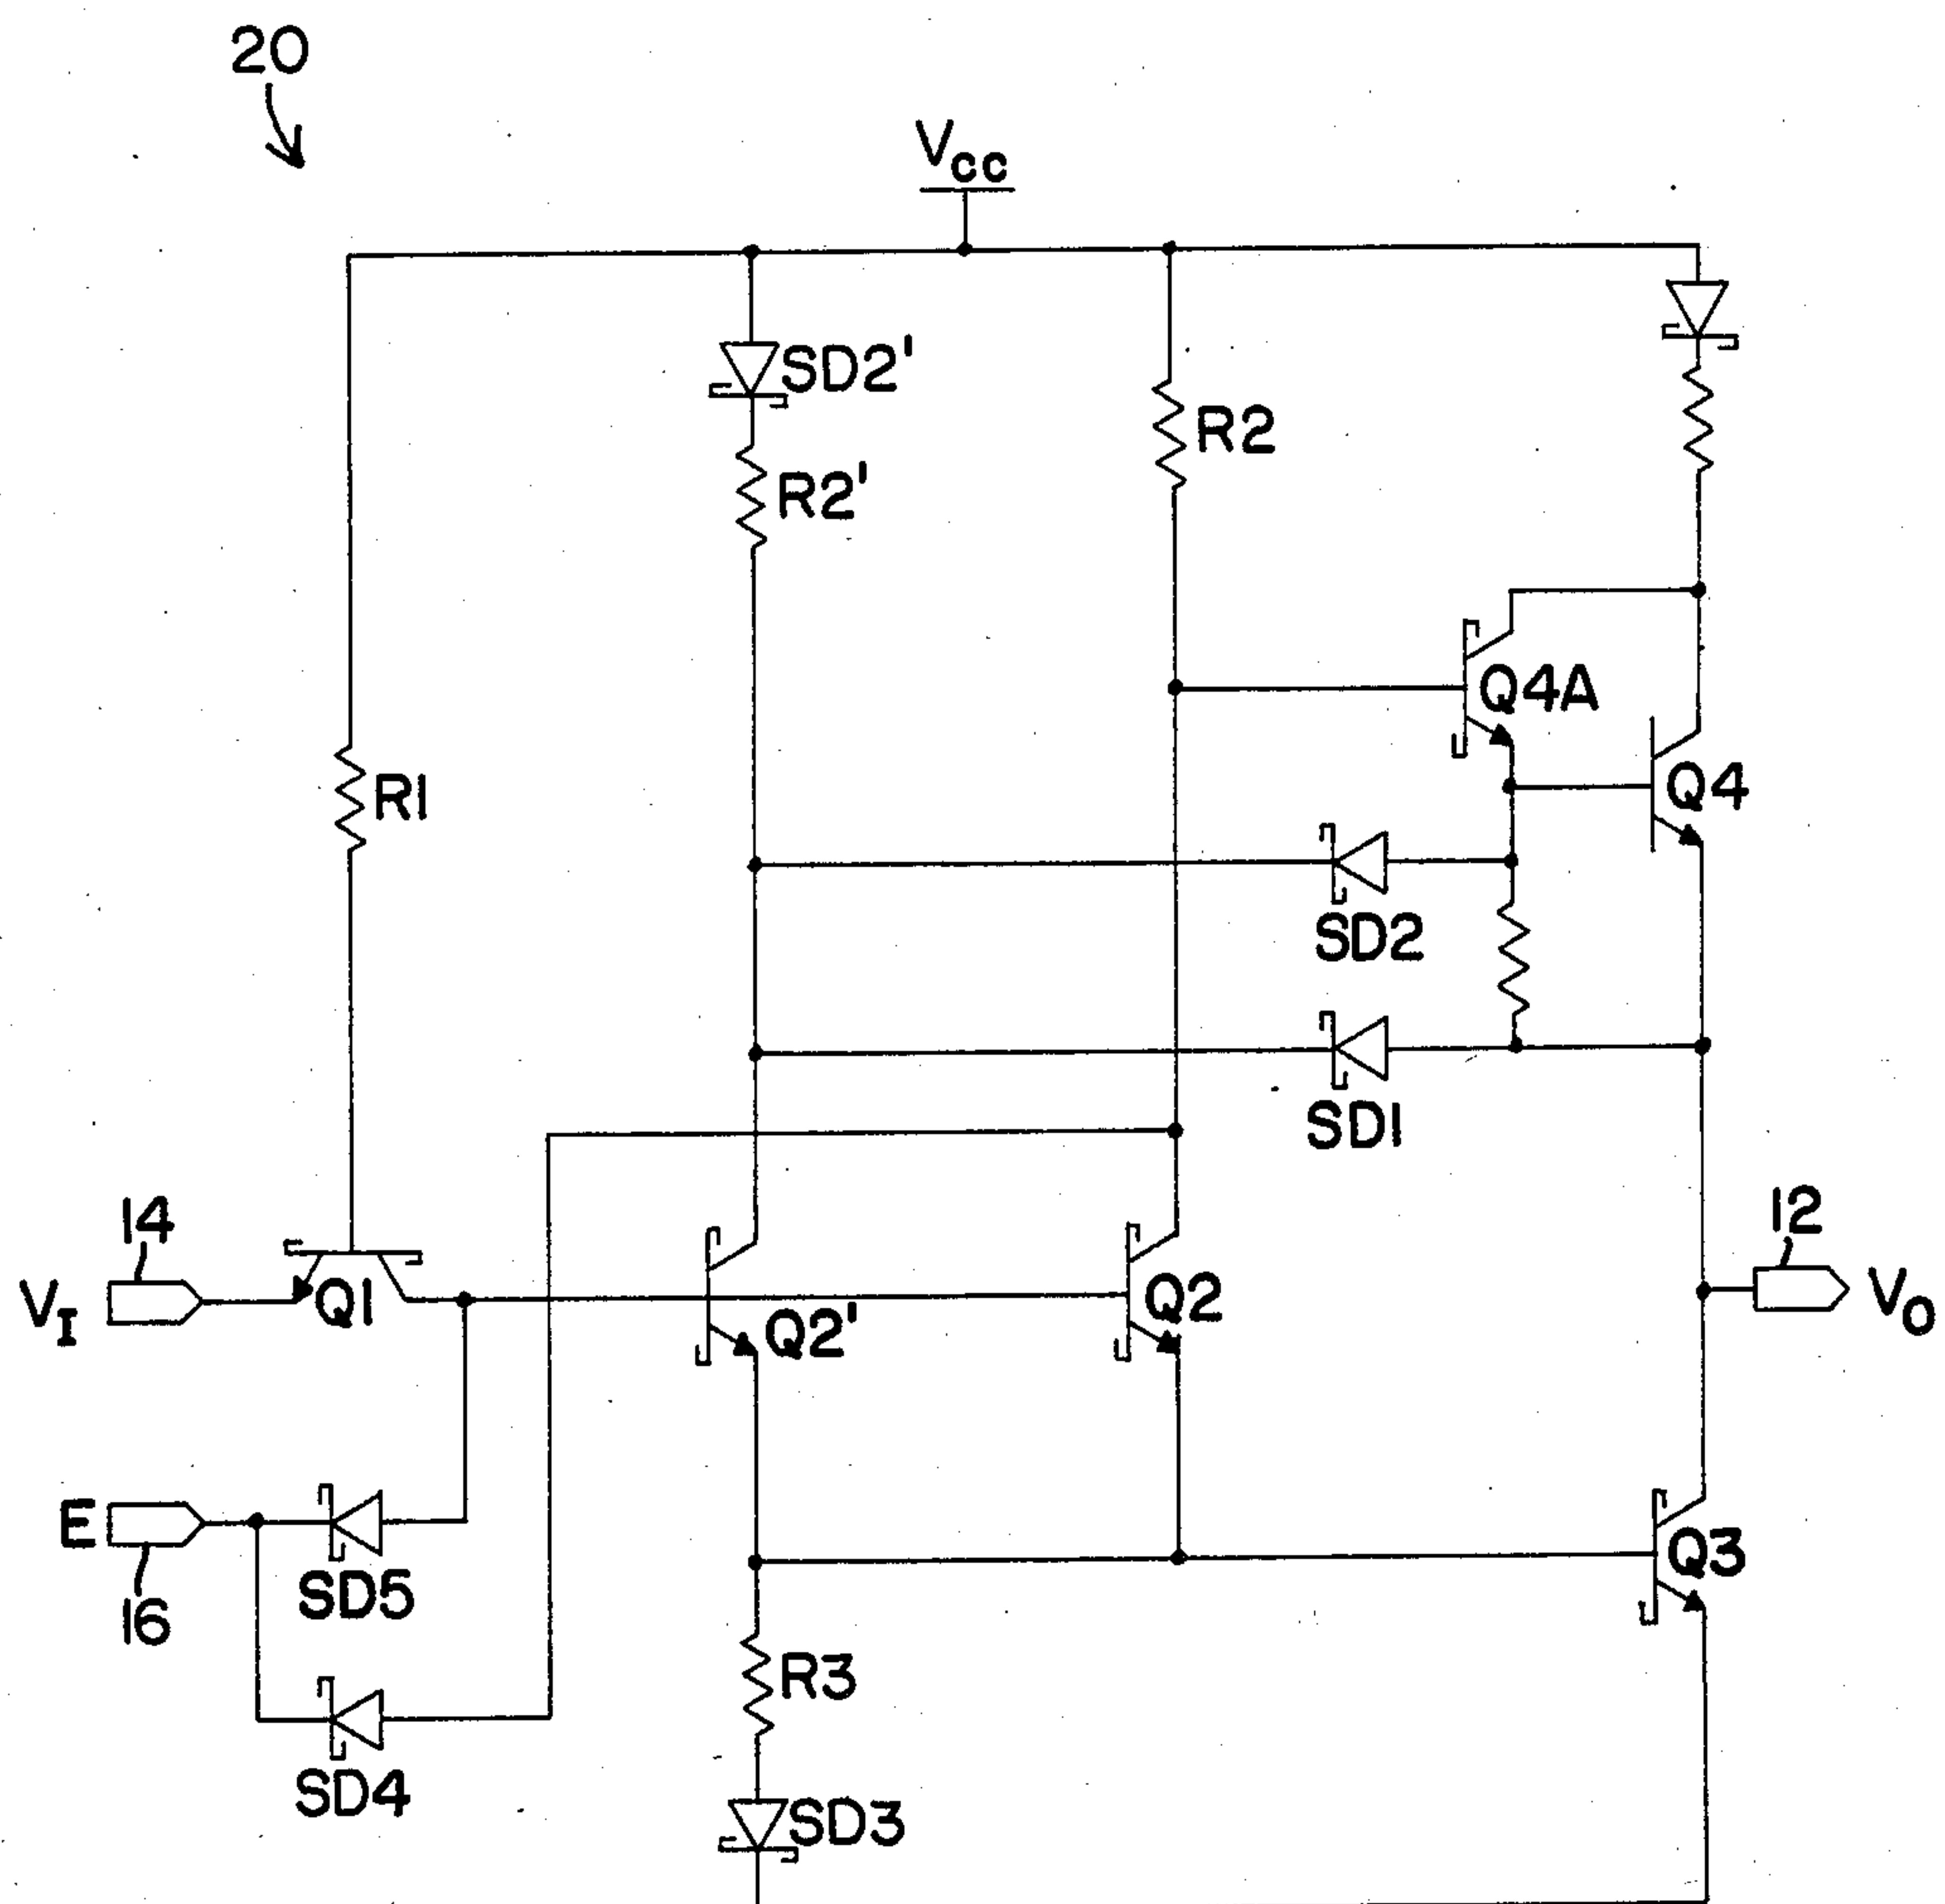 20
Vcc
SD2'
R2'
R2
Q4A
Q4
R1
SD2
SD1
14
12
VI
Q1
Q2'
Q2
VO
E
SD5
Q3
16
R3
SD4
SD3